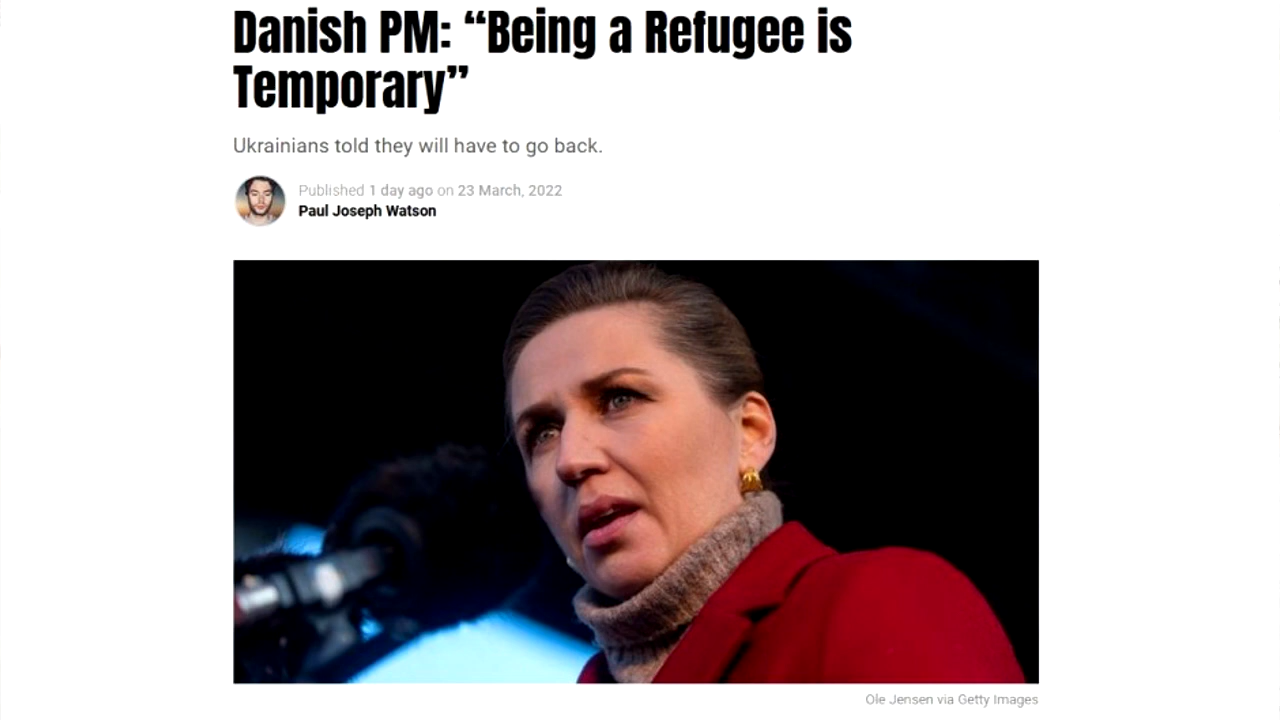 Danish PM: “Being a Refugee is
Temporary”
Ukrainians told they will have to go back.
Published 1 day ago on 23 March, 2022
Paul Joseph Watson
Ole Jensen via Getty Images